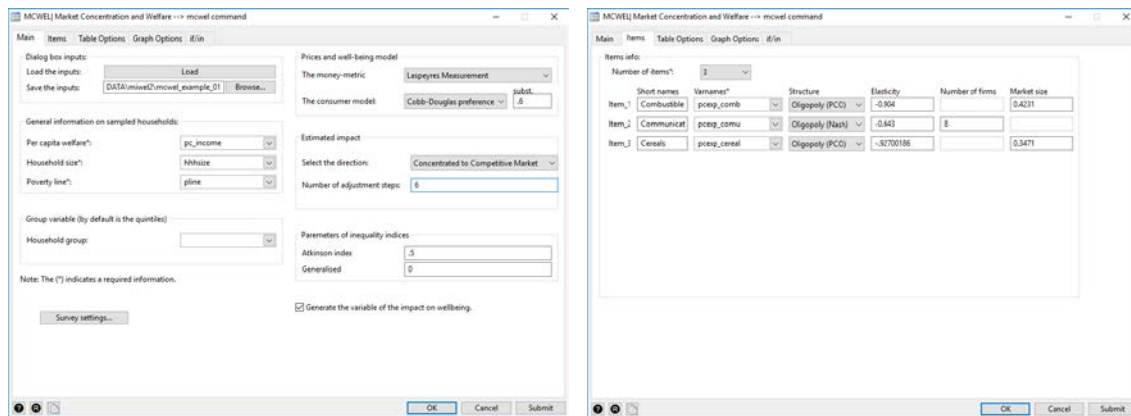 MCWEL| Market Concentration and Welfare --> mcwel command
Main Items Table Options Graph Options if/in
Dialog box inputs:
Load the inputs: Load
Save the inputs: DATA\miwel2\mcwel_example_01 Browse...
General information on sampled households:
Per capita welfare*: pc_income
Household size*: hhhsize
Poverty line*: pline
Group variable (by default is the quintiles)
Household group:
Note: The (*) indicates a required information.
Survey settings...
Prices and well-being model
The money-metric Laspeyres Measurement
subst.
The consumer model: Cobb-Douglas preference .6
Estimated impact
Select the direction: Concentrated to Competitive Market
Number of adjustment steps: 6
Paremeters of inequality indices
Atkinson index .5
Generalised 0
Generate the variable of the impact on wellbeing.
OK Cancel Submit
MCWEL| Market Concentration and Welfare --> mcwel command
Main Items Table Options Graph Options if/in
Items info:
Number of items*: 3
Short names Varnames* Structure Elasticity Number of firms Market size
Item_1 Combustible pcexp_comb Oligopoly (PCO) -0.904 0.4231
Item_2 Communicat pcexp_comu Oligopoly (Nash) -0.643 8
Item_3 Cereals pcexp_cereal Oligopoly (PCO) -.92700186 0.3471
OK Cancel Submit